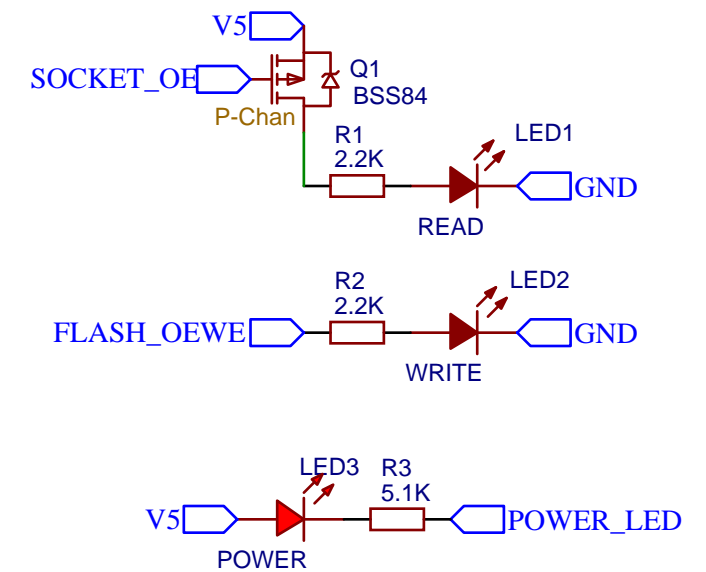 V5
SOCKET_OE
Q1
BSS84
P-Chan
R1
2.2K
LED1
GND
READ
R2
2.2K
LED2
FLASH_OEWE
GND
WRITE
LED3
R3
5.1K
V5
POWER_LED
POWER